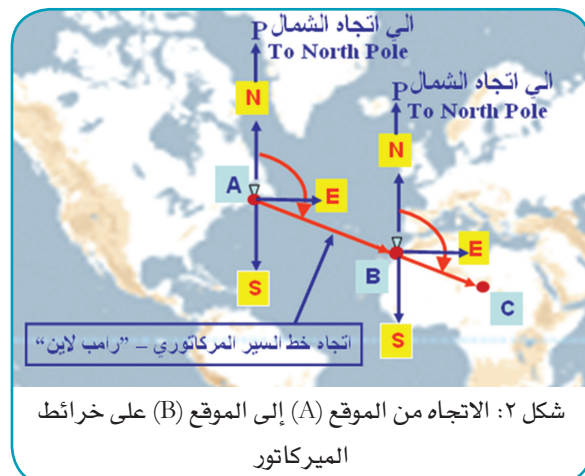 الي اتجاه الشمال
P To North Pole
الي اتجاه الشمال
P To North Pole
N
N
A
E
E
B
C
S
S
اتجاه خط السير المركاتوري – "رامب لاين"
شكل ٢: الاتجاه من الموقع (A) إلى الموقع (B) على خرائط
الميركاتور